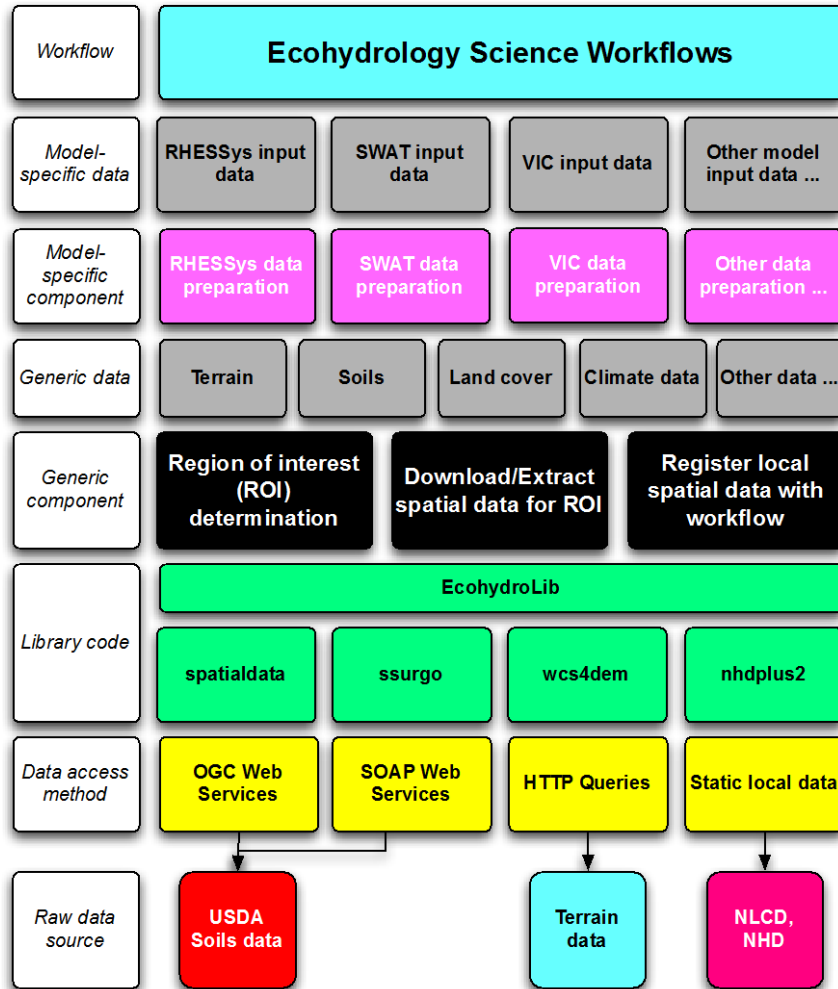 Workflow
Ecohydrology Science Workflows
Model-
specific data
RHESSys input
data
SWAT input
data
VIC input data
Other model
input data ...
Model-
specific
component
RHESSys data
preparation
SWAT data
preparation
VIC data
preparation
Other data
preparation ...
Generic data
Terrain
Soils
Land cover
Climate data
Other data ...
Generic
component
Region of interest
(ROI)
determination
Download/Extract
spatial data for ROI
Register local
spatial data with
workflow
Library code
EcohydroLib
spatialdata
ssurgo
wcs4dem
nhdplus2
Data access
method
OGC Web
Services
SOAP Web
Services
HTTP Queries
Static local data
Raw data
source
USDA
Soils data
Terrain
data
NLCD,
NHD